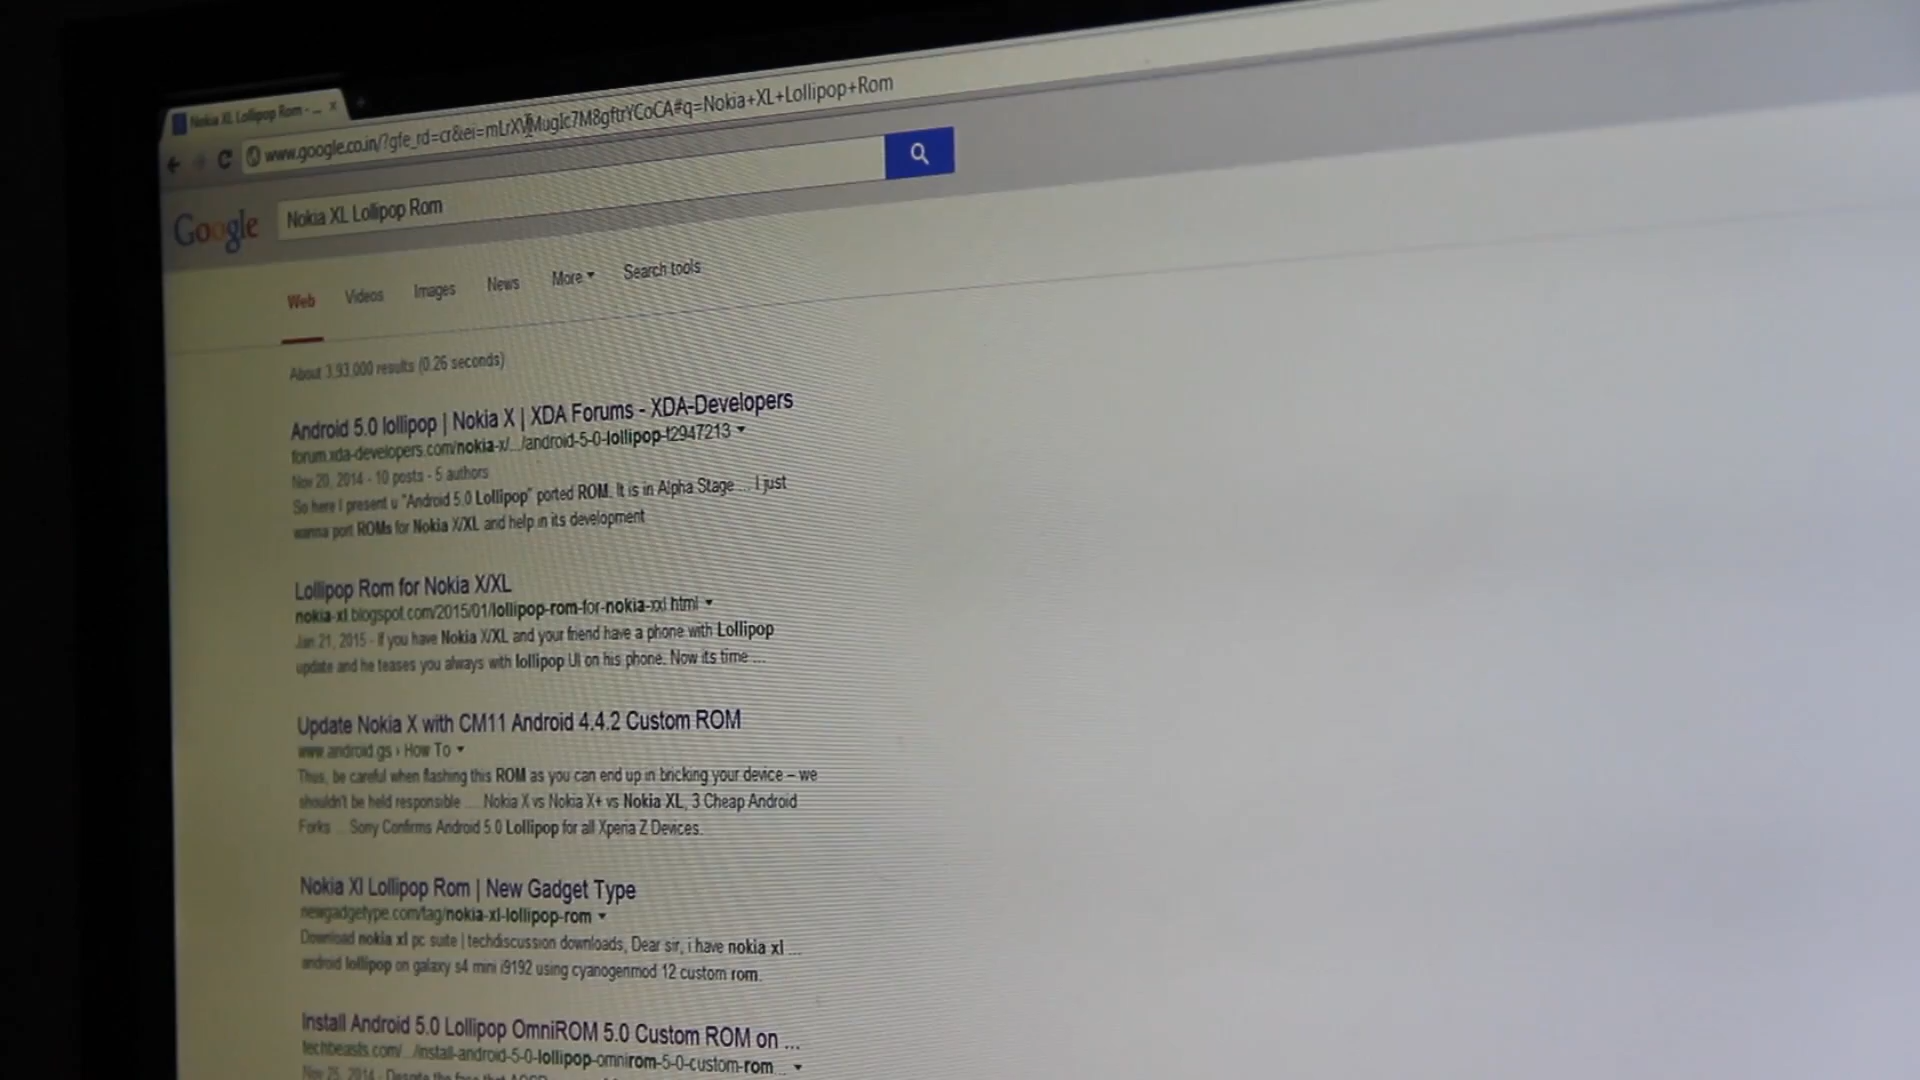 Nokia XL Lollipop Rom - ...
www.google.co.in/?gfe_rd=cr&ei=mLrXVMugIc7M8gftrYCoCA#q=Nokia+XL+Lollipop+Rom
Google
Nokia XL Lollipop Rom
Web Videos Images News More Search tools
About 3,93,000 results (0.26 seconds)
Android 5.0 lollipop | Nokia X | XDA Forums - XDA-Developers
forum.xda-developers.com/nokia-x/.../android-5-0-lollipop-t2947213
Nov 20, 2014 - 10 posts - 5 authors
So here I present u "Android 5.0 Lollipop" ported ROM. It is in Alpha Stage ... I just
wanna port ROMs for Nokia X/XL and help in its development
Lollipop Rom for Nokia X/XL
nokia-xl.blogspot.com/2015/01/lollipop-rom-for-nokia-xxl.html
Jan 21, 2015 - If you have Nokia X/XL and your friend have a phone with Lollipop
update and he teases you always with lollipop UI on his phone. Now its time ...
Update Nokia X with CM11 Android 4.4.2 Custom ROM
www.android.gs › How To
Thus, be careful when flashing this ROM as you can end up in bricking your device – we
shouldn't be held responsible ... Nokia X vs Nokia X+ vs Nokia XL, 3 Cheap Android
Forks ... Sony Confirms Android 5.0 Lollipop for all Xperia Z Devices.
Nokia Xl Lollipop Rom | New Gadget Type
newgadgetype.com/tag/nokia-xl-lollipop-rom
Download nokia xl pc suite | techdiscussion downloads, Dear sir, i have nokia xl ...
android lollipop on galaxy s4 mini i9192 using cyanogenmod 12 custom rom.
Install Android 5.0 Lollipop OmniROM 5.0 Custom ROM on ...
techbeasts.com/.../install-android-5-0-lollipop-omnirom-5-0-custom-rom...
Nov 25, 2014 - Despite the fact that AOSP